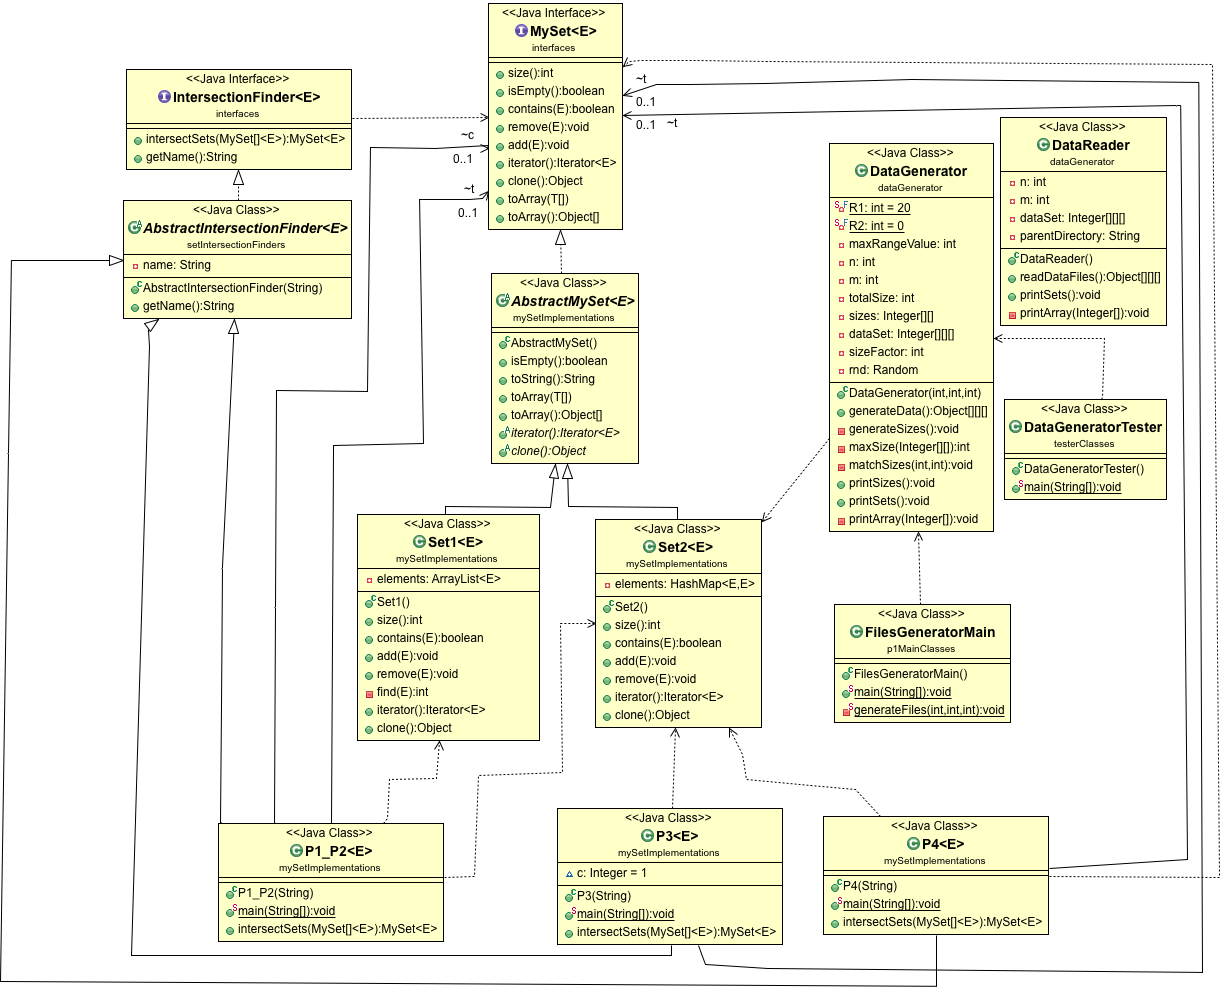 <<Java Interface>>
MySet<E>
interfaces
size():int
isEmpty():boolean
contains(E):boolean
remove(E):void
add(E):void
iterator():Iterator<E>
clone():Object
toArray(T[])
toArray():Object[]
<<Java Interface>>
IntersectionFinder<E>
interfaces
intersectSets(MySet[]<E>):MySet<E>
getName():String
~c
0..1
~t
0..1
~t
0..1
0..1
~t
<<Java Class>>
AbstractIntersectionFinder<E>
setIntersectionFinders
name: String
AbstractIntersectionFinder(String)
getName():String
<<Java Class>>
DataGenerator
dataGenerator
R1: int = 20
R2: int = 0
maxRangeValue: int
n: int
m: int
totalSize: int
sizes: Integer[][]
dataSet: Integer[][][]
sizeFactor: int
rnd: Random
DataGenerator(int,int,int)
generateData():Object[][][]
generateSizes():void
maxSize(Integer[][]):int
matchSizes(int,int):void
printSizes():void
printSets():void
printArray(Integer[]):void
<<Java Class>>
DataReader
dataGenerator
n: int
m: int
dataSet: Integer[][][]
parentDirectory: String
DataReader()
readDataFiles():Object[][][]
printSets():void
printArray(Integer[]):void
<<Java Class>>
AbstractMySet<E>
mySetImplementations
AbstractMySet()
isEmpty():boolean
toString():String
toArray(T[])
toArray():Object[]
iterator():Iterator<E>
clone():Object
<<Java Class>>
DataGeneratorTester
testerClasses
DataGeneratorTester()
main(String[]):void
<<Java Class>>
Set1<E>
mySetImplementations
elements: ArrayList<E>
Set1()
size():int
contains(E):boolean
add(E):void
remove(E):void
find(E):int
iterator():Iterator<E>
clone():Object
<<Java Class>>
Set2<E>
mySetImplementations
elements: HashMap<E,E>
Set2()
size():int
contains(E):boolean
add(E):void
remove(E):void
iterator():Iterator<E>
clone():Object
<<Java Class>>
FilesGeneratorMain
p1MainClasses
FilesGeneratorMain()
main(String[]):void
generateFiles(int,int,int):void
<<Java Class>>
P1_P2<E>
mySetImplementations
P1_P2(String)
main(String[]):void
intersectSets(MySet[]<E>):MySet<E>
<<Java Class>>
P3<E>
mySetImplementations
c: Integer = 1
P3(String)
main(String[]):void
intersectSets(MySet[]<E>):MySet<E>
<<Java Class>>
P4<E>
mySetImplementations
P4(String)
main(String[]):void
intersectSets(MySet[]<E>):MySet<E>